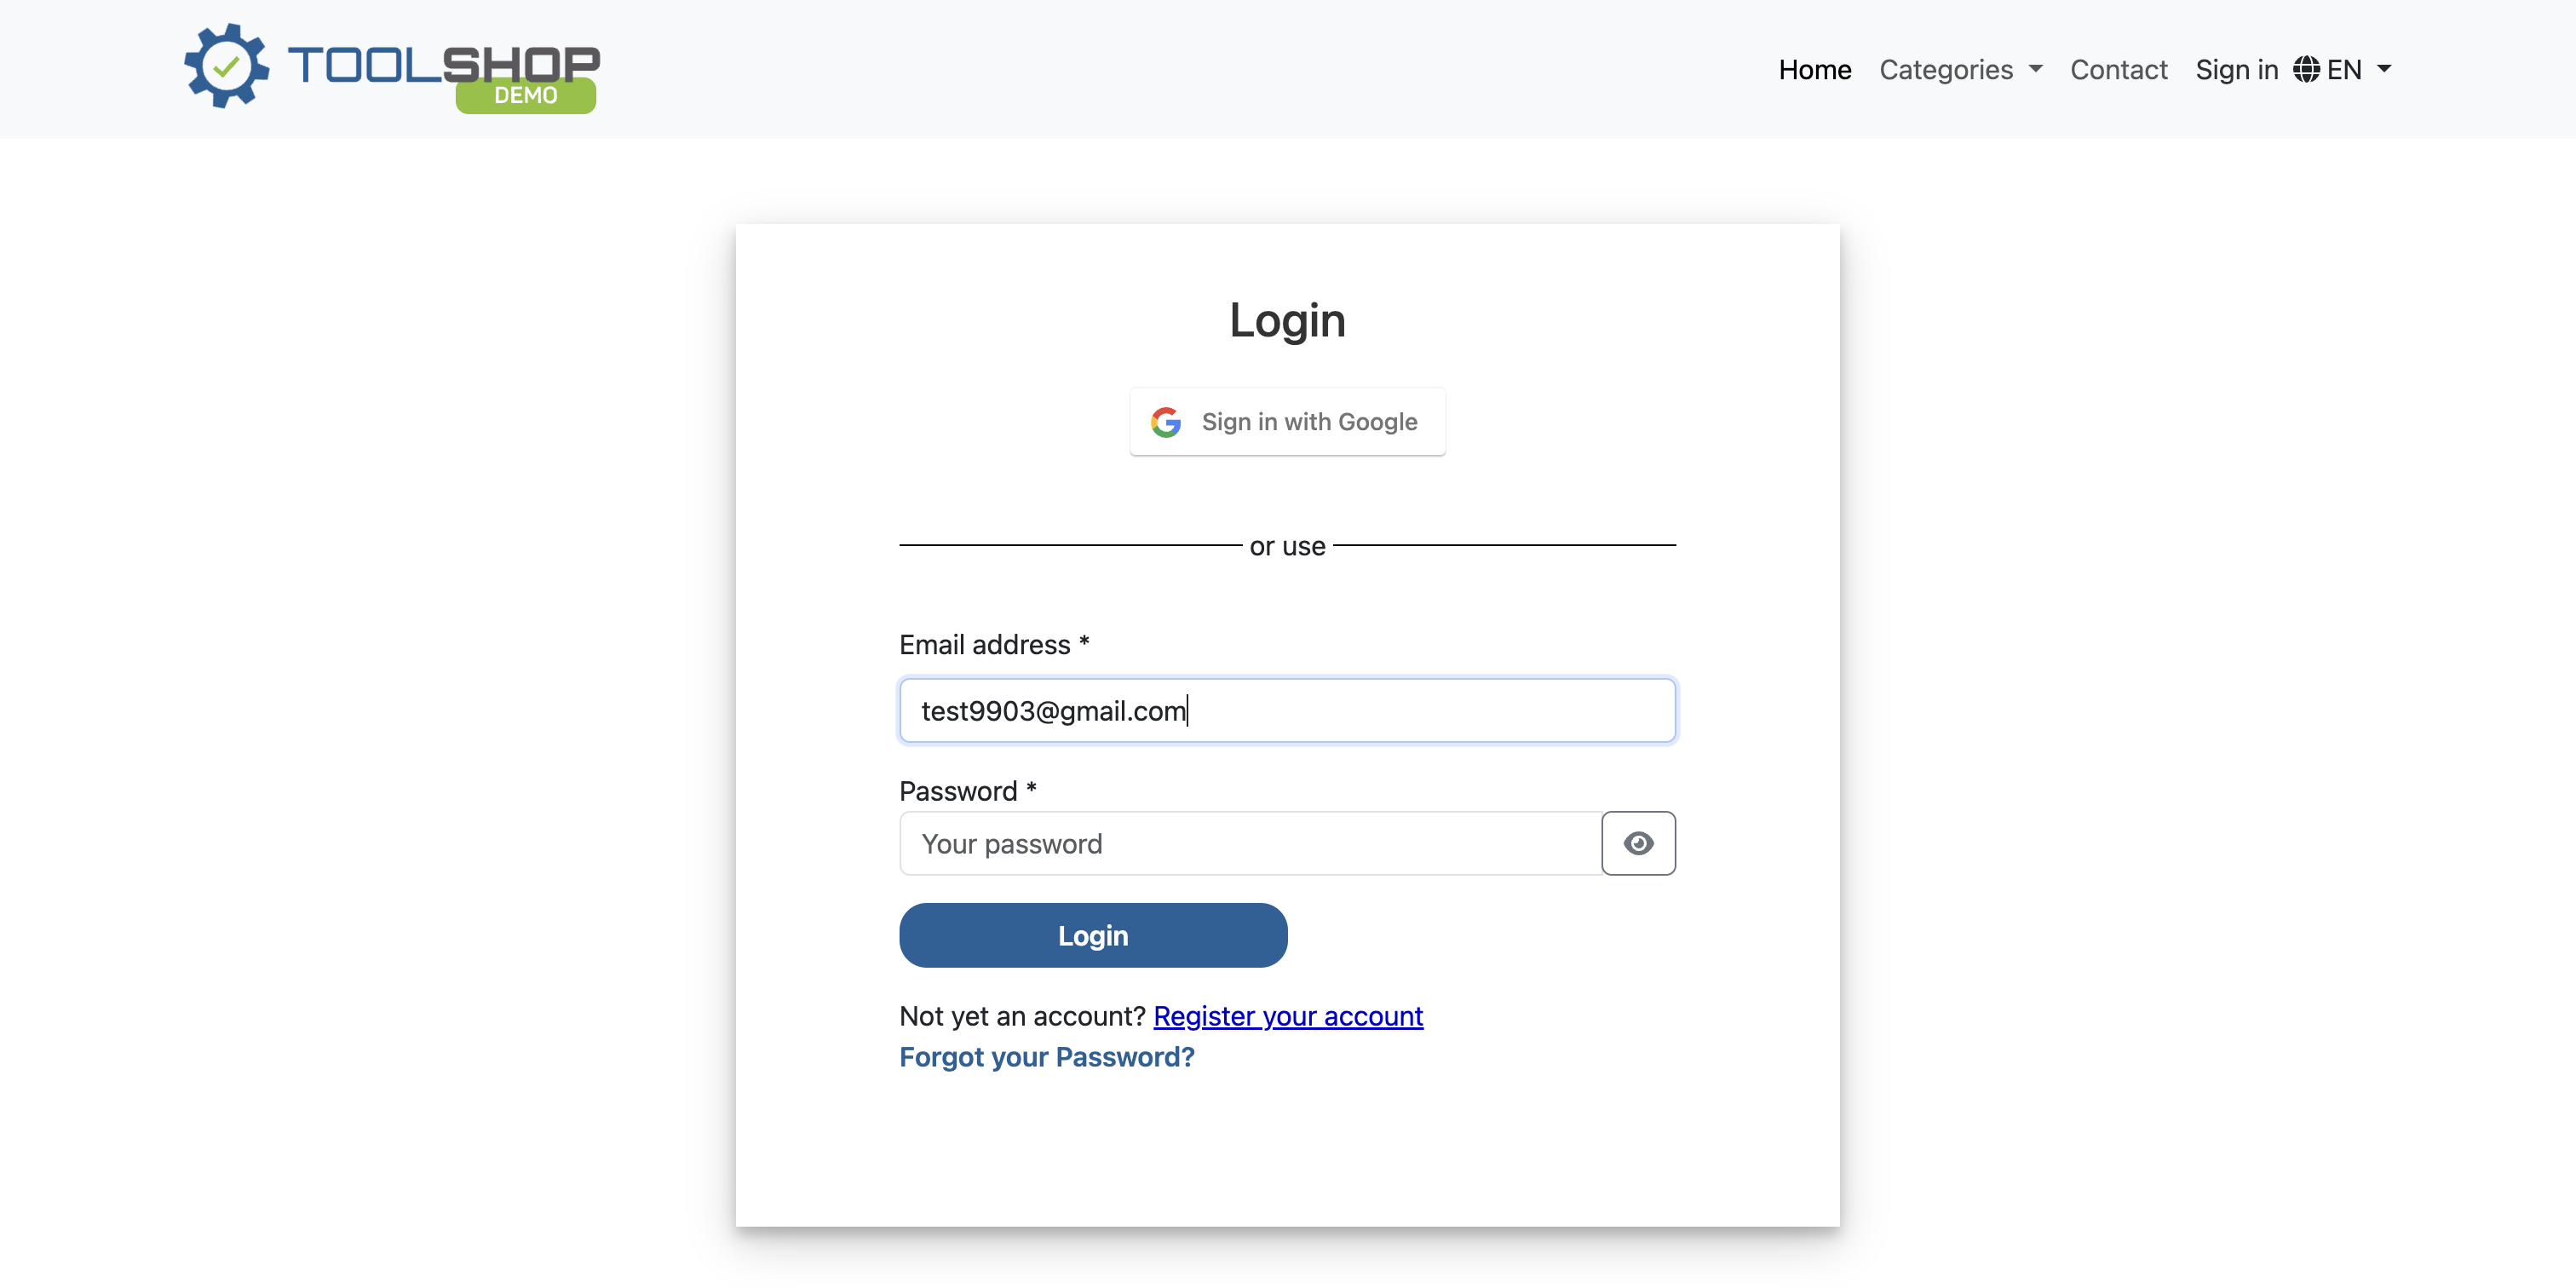 TOOLSHOP
DEMO
Home Categories Contact Sign in EN
Login
Sign in with Google
or use
Email address *
test9903@gmail.com
Password *
Your password
Login
Not yet an account? Register your account
Forgot your Password?